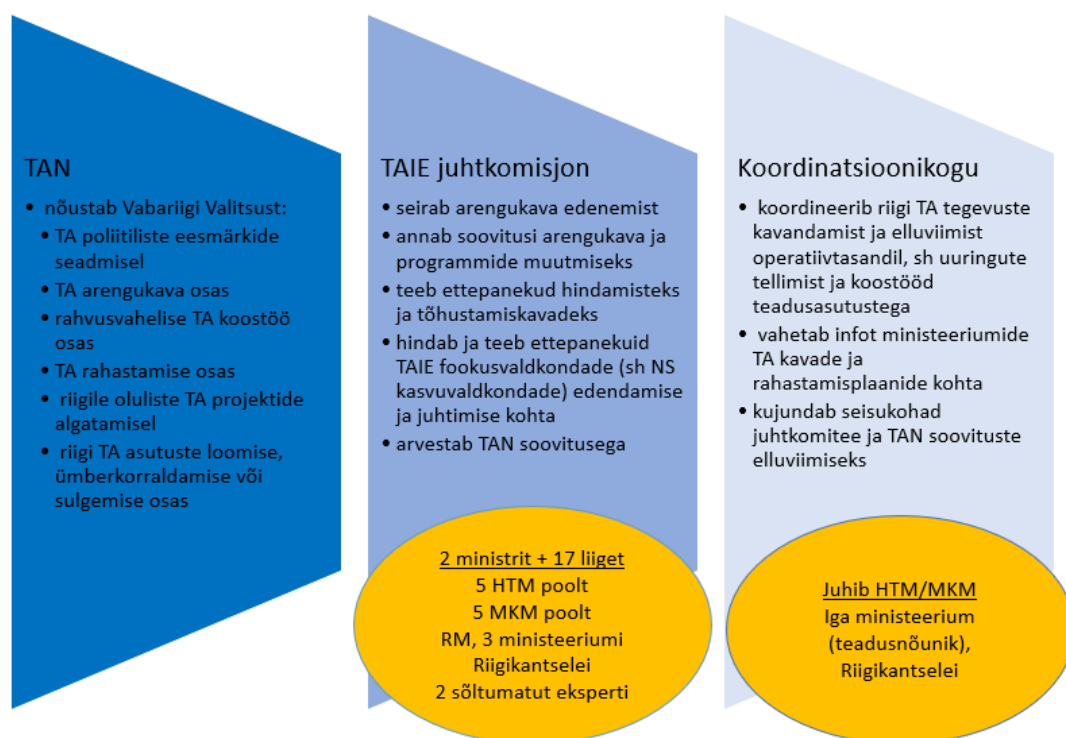 TAN
• nõustab Vabariigi Valitsust:
• TA poliitiliste eesmärkide
seadmisel
• TA arengukava osas
• rahvusvahelise TA koostöö
osas
• TA rahastamise osas
• riigile oluliste TA projektide
algatamisel
• riigi TA asutuste loomise,
ümberkorraldamise või
sulgemise osas
TAIE juhtkomisjon
• seirab arengukava edenemist
• annab soovitusi arengukava ja
programmide muutmiseks
• teeb ettepanekud hindamisteks
ja tõhustamiskavadeks
• hindab ja teeb ettepanekuid
TAIE fookusvaldkondade (sh NS
kasvuvaldkondade) edendamise
ja juhtimise kohta
• arvestab TAN soovitusega
2 ministrit + 17 liiget
5 HTM poolt
5 MKM poolt
RM, 3 ministeeriumi
Riigikantselei
2 sõltumatut eksperti
Koordinatsioonikogu
• koordineerib riigi TA tegevuste
kavandamist ja elluviimist
operatiivtasandil, sh uuringute
tellimist ja koostööd
teadusasutustega
• vahetab infot ministeeriumide
TA kavade ja
rahastamisplaanide kohta
• kujundab seisukohad
juhtkomitee ja TAN soovituste
elluviimiseks
Juhib HTM/MKM
Iga ministeerium
(teadusnõunik),
Riigikantselei